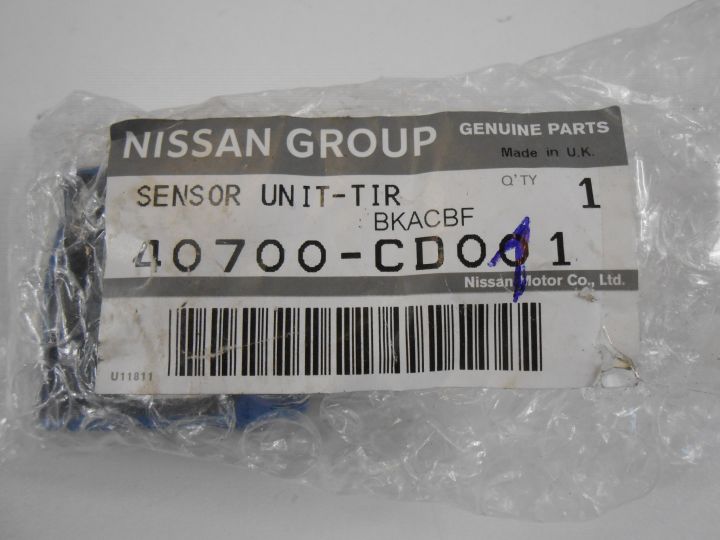 NISSAN GROUP GENUINE PARTS
Made in U.K.
SENSOR UNIT-TIR Q'TY 1
BKACBF
40700-CD001
Nissan Motor Co., Ltd.
U11811